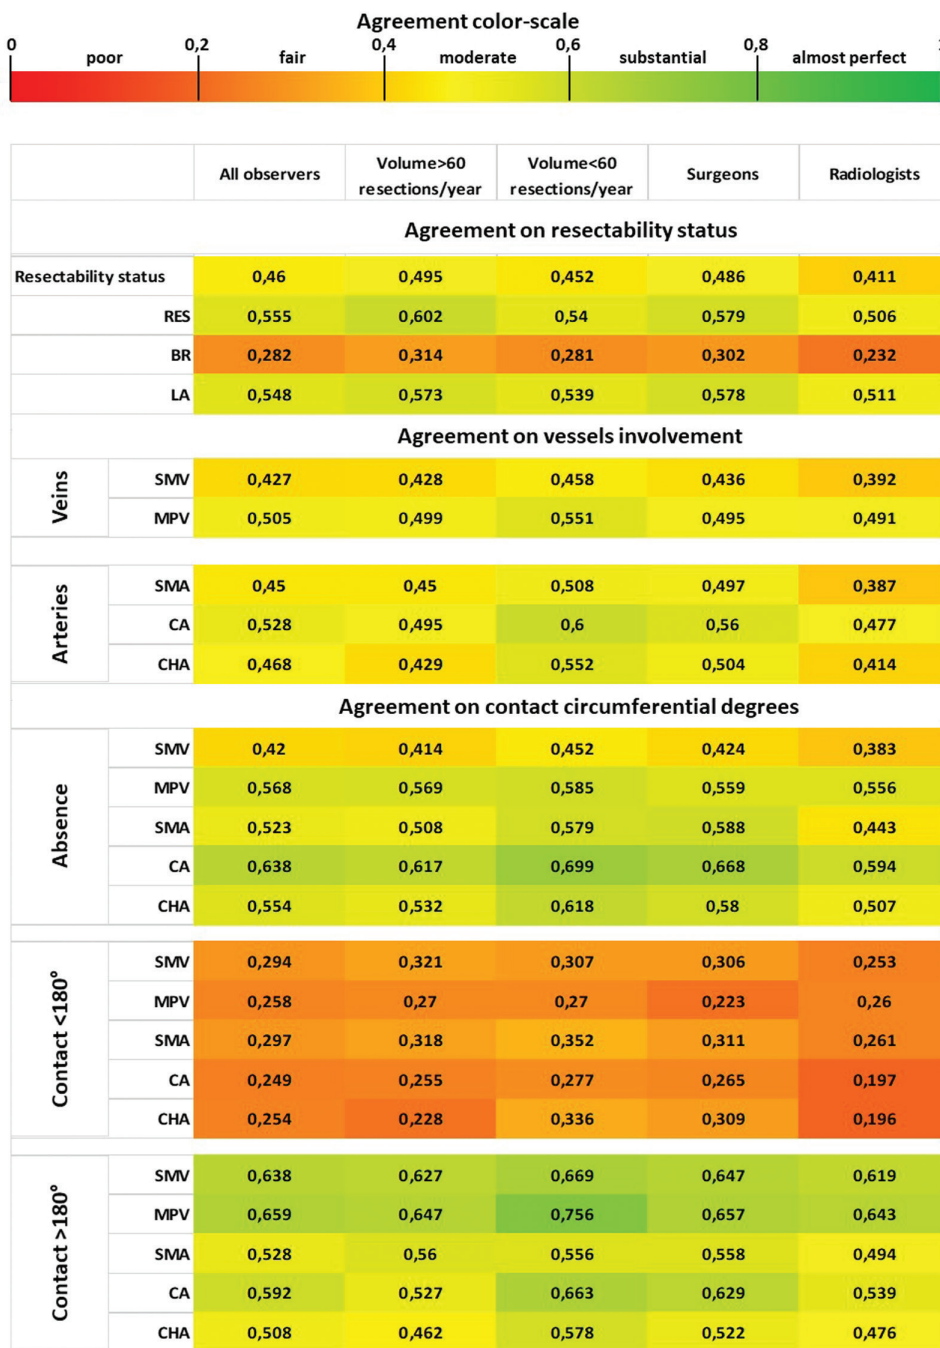 Agreement color-scale
0 0,2 0,4 0,6 0,8
poor fair moderate substantial almost perfect
All observers Volume>60 resections/year Volume<60 resections/year Surgeons Radiologists
Agreement on resectability status
Resectability status 0,46 0,495 0,452 0,486 0,411
RES 0,555 0,602 0,54 0,579 0,506
BR 0,282 0,314 0,281 0,302 0,232
LA 0,548 0,573 0,539 0,578 0,511
Agreement on vessels involvement
Veins
SMV 0,427 0,428 0,458 0,436 0,392
MPV 0,505 0,499 0,551 0,495 0,491
Arteries
SMA 0,45 0,45 0,508 0,497 0,387
CA 0,528 0,495 0,6 0,56 0,477
CHA 0,468 0,429 0,552 0,504 0,414
Agreement on contact circumferential degrees
Absence
SMV 0,42 0,414 0,452 0,424 0,383
MPV 0,568 0,569 0,585 0,559 0,556
SMA 0,523 0,508 0,579 0,588 0,443
CA 0,638 0,617 0,699 0,668 0,594
CHA 0,554 0,532 0,618 0,58 0,507
Contact <180°
SMV 0,294 0,321 0,307 0,306 0,253
MPV 0,258 0,27 0,27 0,223 0,26
SMA 0,297 0,318 0,352 0,311 0,261
CA 0,249 0,255 0,277 0,265 0,197
CHA 0,254 0,228 0,336 0,309 0,196
Contact >180°
SMV 0,638 0,627 0,669 0,647 0,619
MPV 0,659 0,647 0,756 0,657 0,643
SMA 0,528 0,56 0,556 0,558 0,494
CA 0,592 0,527 0,663 0,629 0,539
CHA 0,508 0,462 0,578 0,522 0,476